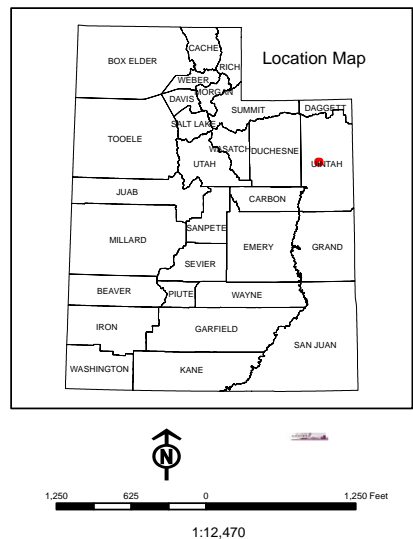 Location Map
CACHE
BOX ELDER
RICH
WEBER
MORGAN
DAVIS
SUMMIT
DAGGETT
SALT LAKE
TOOELE
WASATCH
DUCHESNE
UTAH
UINTAH
JUAB
CARBON
SANPETE
MILLARD
EMERY
GRAND
SEVIER
BEAVER
PIUTE
WAYNE
IRON
GARFIELD
SAN JUAN
WASHINGTON
KANE
N
1,250 625 0 1,250 Feet
1:12,470